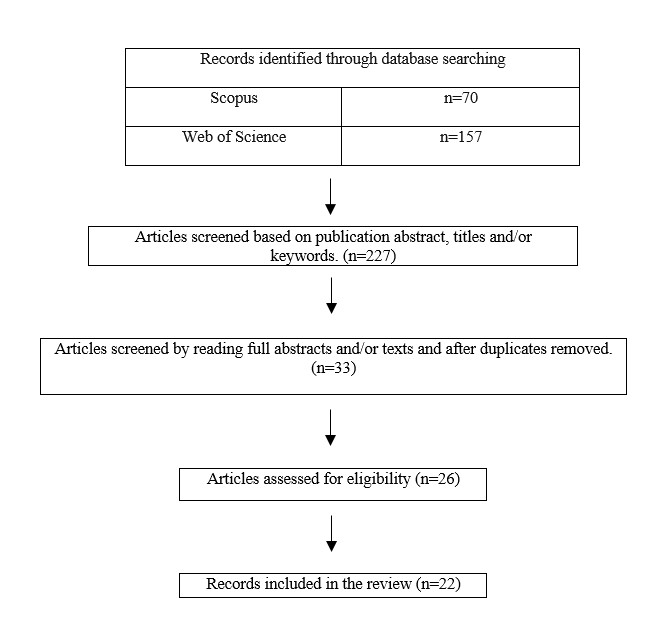 Records identified through database searching
Scopus n=70
Web of Science n=157
Articles screened based on publication abstract, titles and/or
keywords. (n=227)
Articles screened by reading full abstracts and/or texts and after duplicates removed.
(n=33)
Articles assessed for eligibility (n=26)
Records included in the review (n=22)